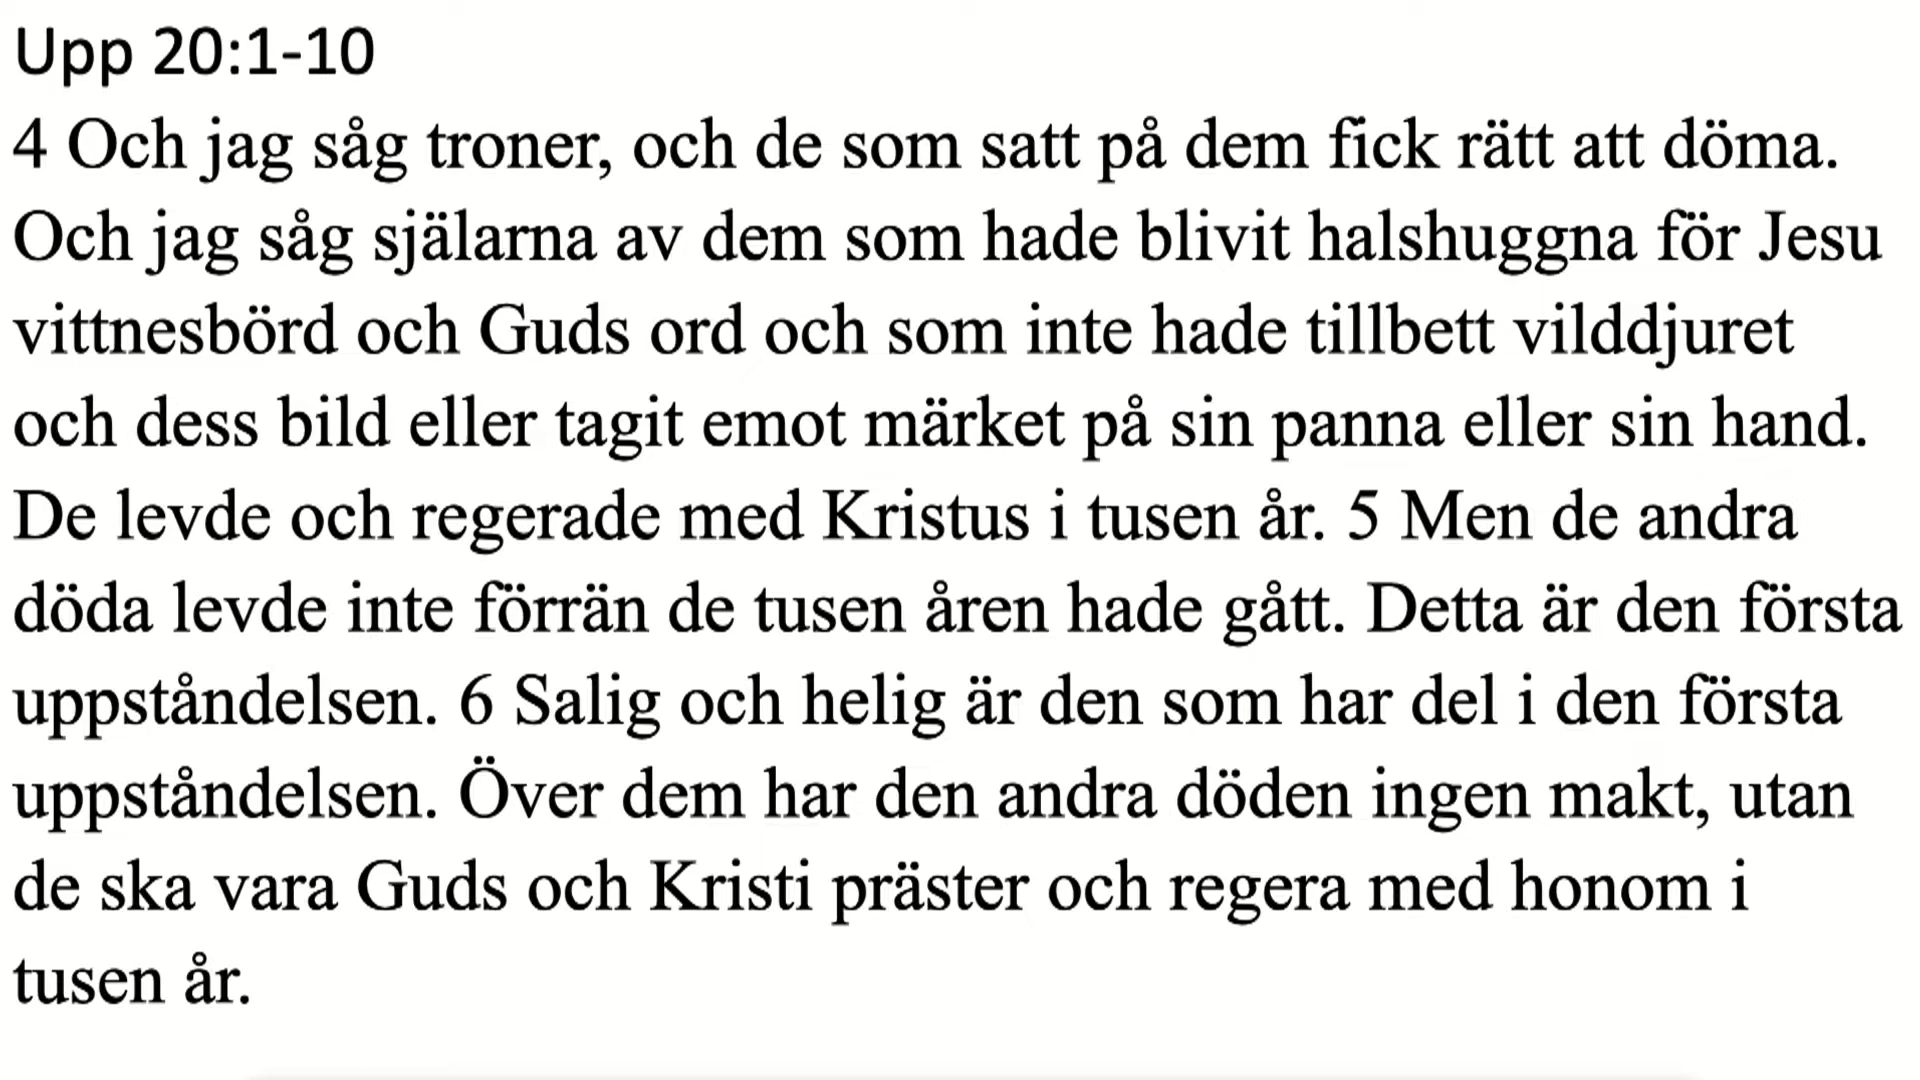 Upp 20:1-10
4 Och jag såg troner, och de som satt på dem fick rätt att döma.
Och jag såg själarna av dem som hade blivit halshuggna för Jesu
vittnesbörd och Guds ord och som inte hade tillbett vilddjuret
och dess bild eller tagit emot märket på sin panna eller sin hand.
De levde och regerade med Kristus i tusen år. 5 Men de andra
döda levde inte förrän de tusen åren hade gått. Detta är den första
uppståndelsen. 6 Salig och helig är den som har del i den första
uppståndelsen. Över dem har den andra döden ingen makt, utan
de ska vara Guds och Kristi präster och regera med honom i
tusen år.